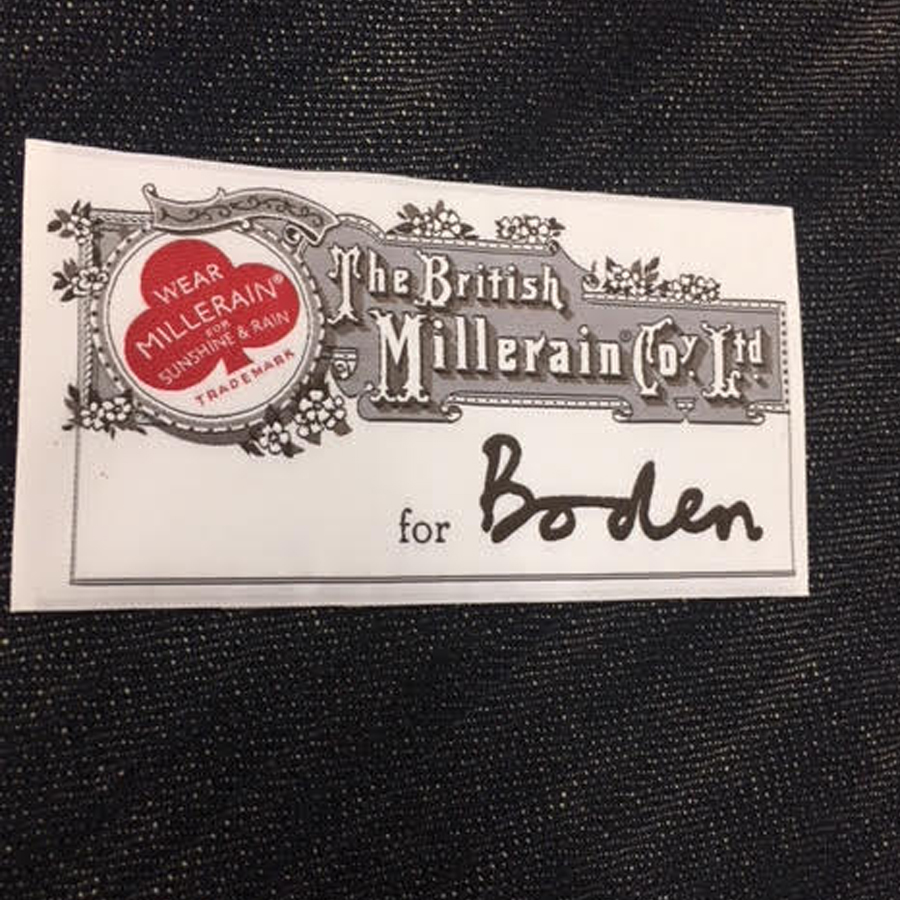 WEAR
MILLERAIN®
FOR
SUNSHINE & RAIN
TRADEMARK
The British
Millerain® Coy. Ltd
for Boden